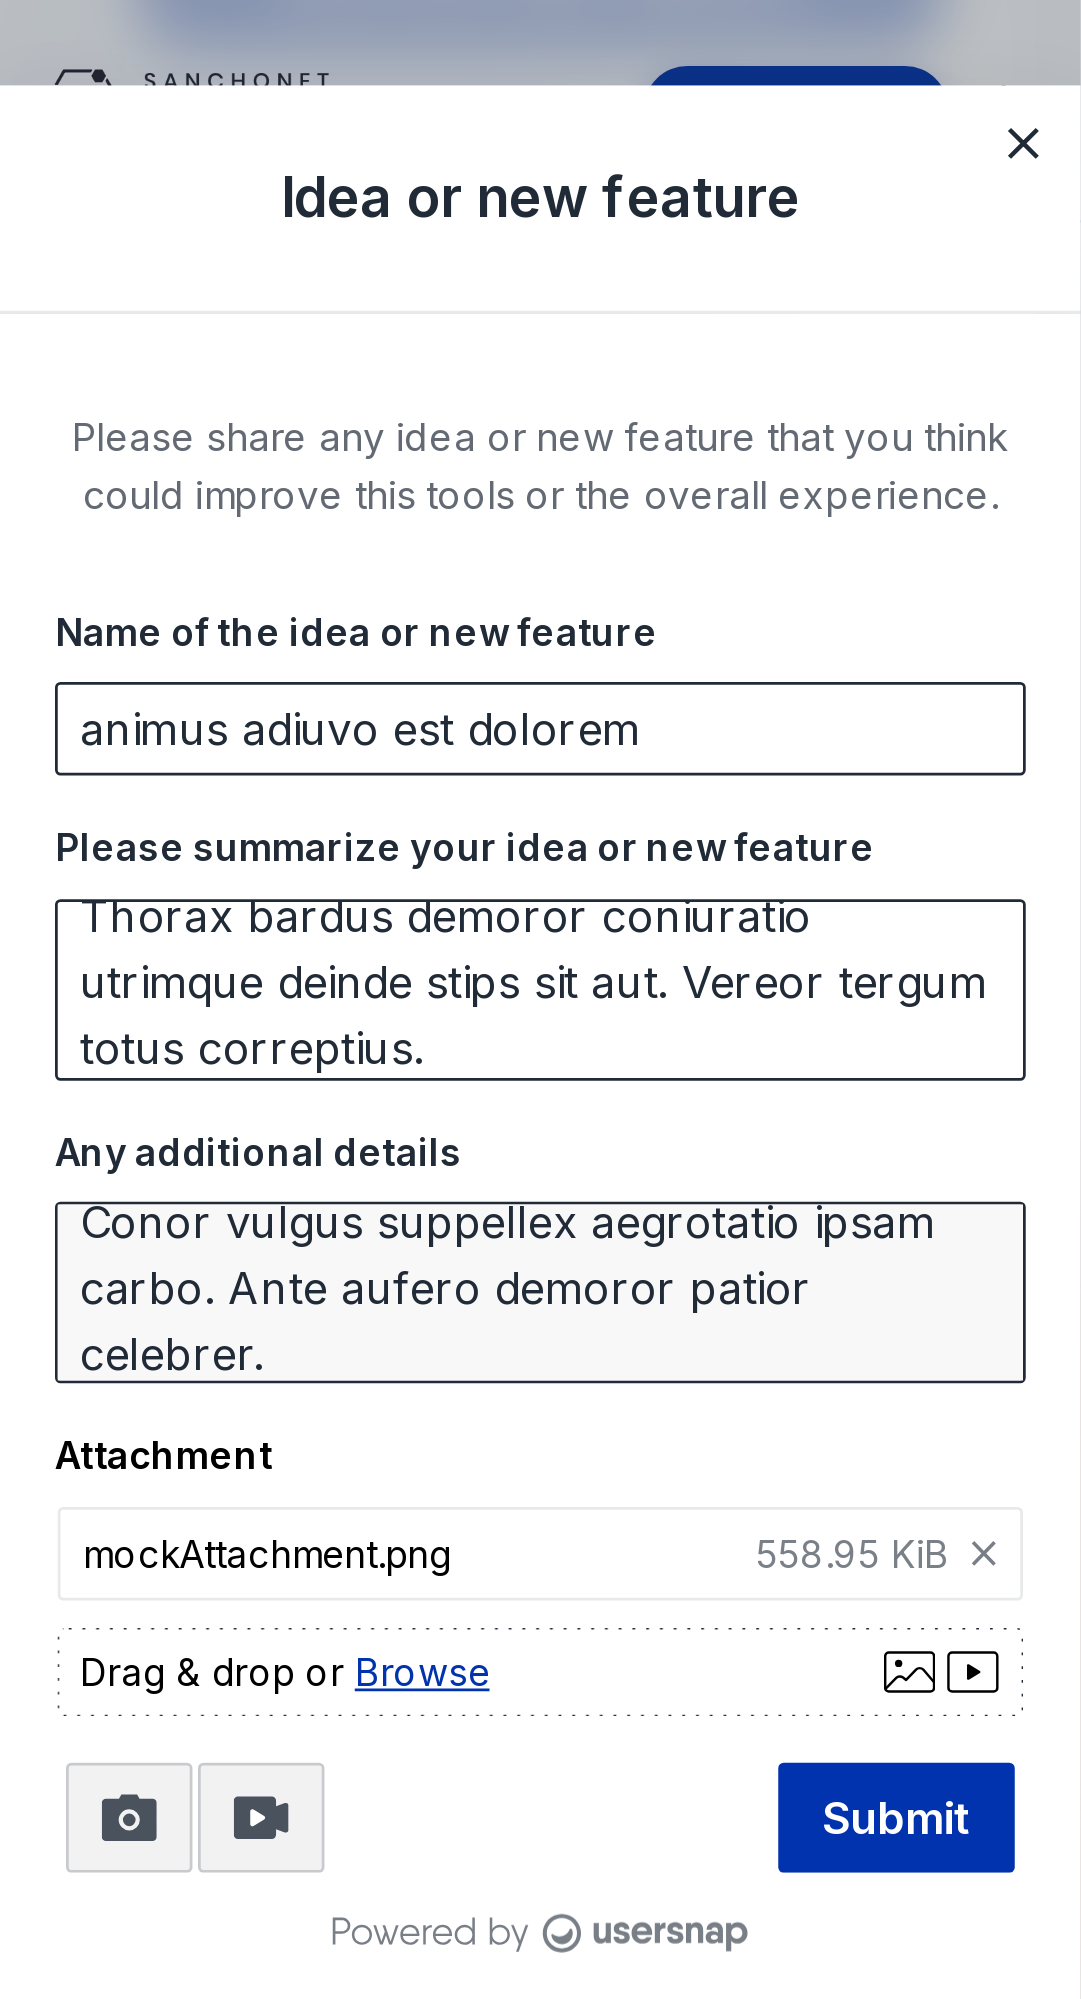 SANCHONET
Idea or new feature
Please share any idea or new feature that you think
could improve this tools or the overall experience.
Name of the idea or new feature
animus adiuvo est dolorem
Please summarize your idea or new feature
Thorax bardus demoror coniuratio
utrimque deinde stips sit aut. Vereor tergum
totus correptius.
Any additional details
Conor vulgus suppellex aegrotatio ipsam
carbo. Ante aufero demoror patior
celebrer.
Attachment
mockAttachment.png 558.95 KiB
Drag & drop or Browse
Submit
Powered by usersnap